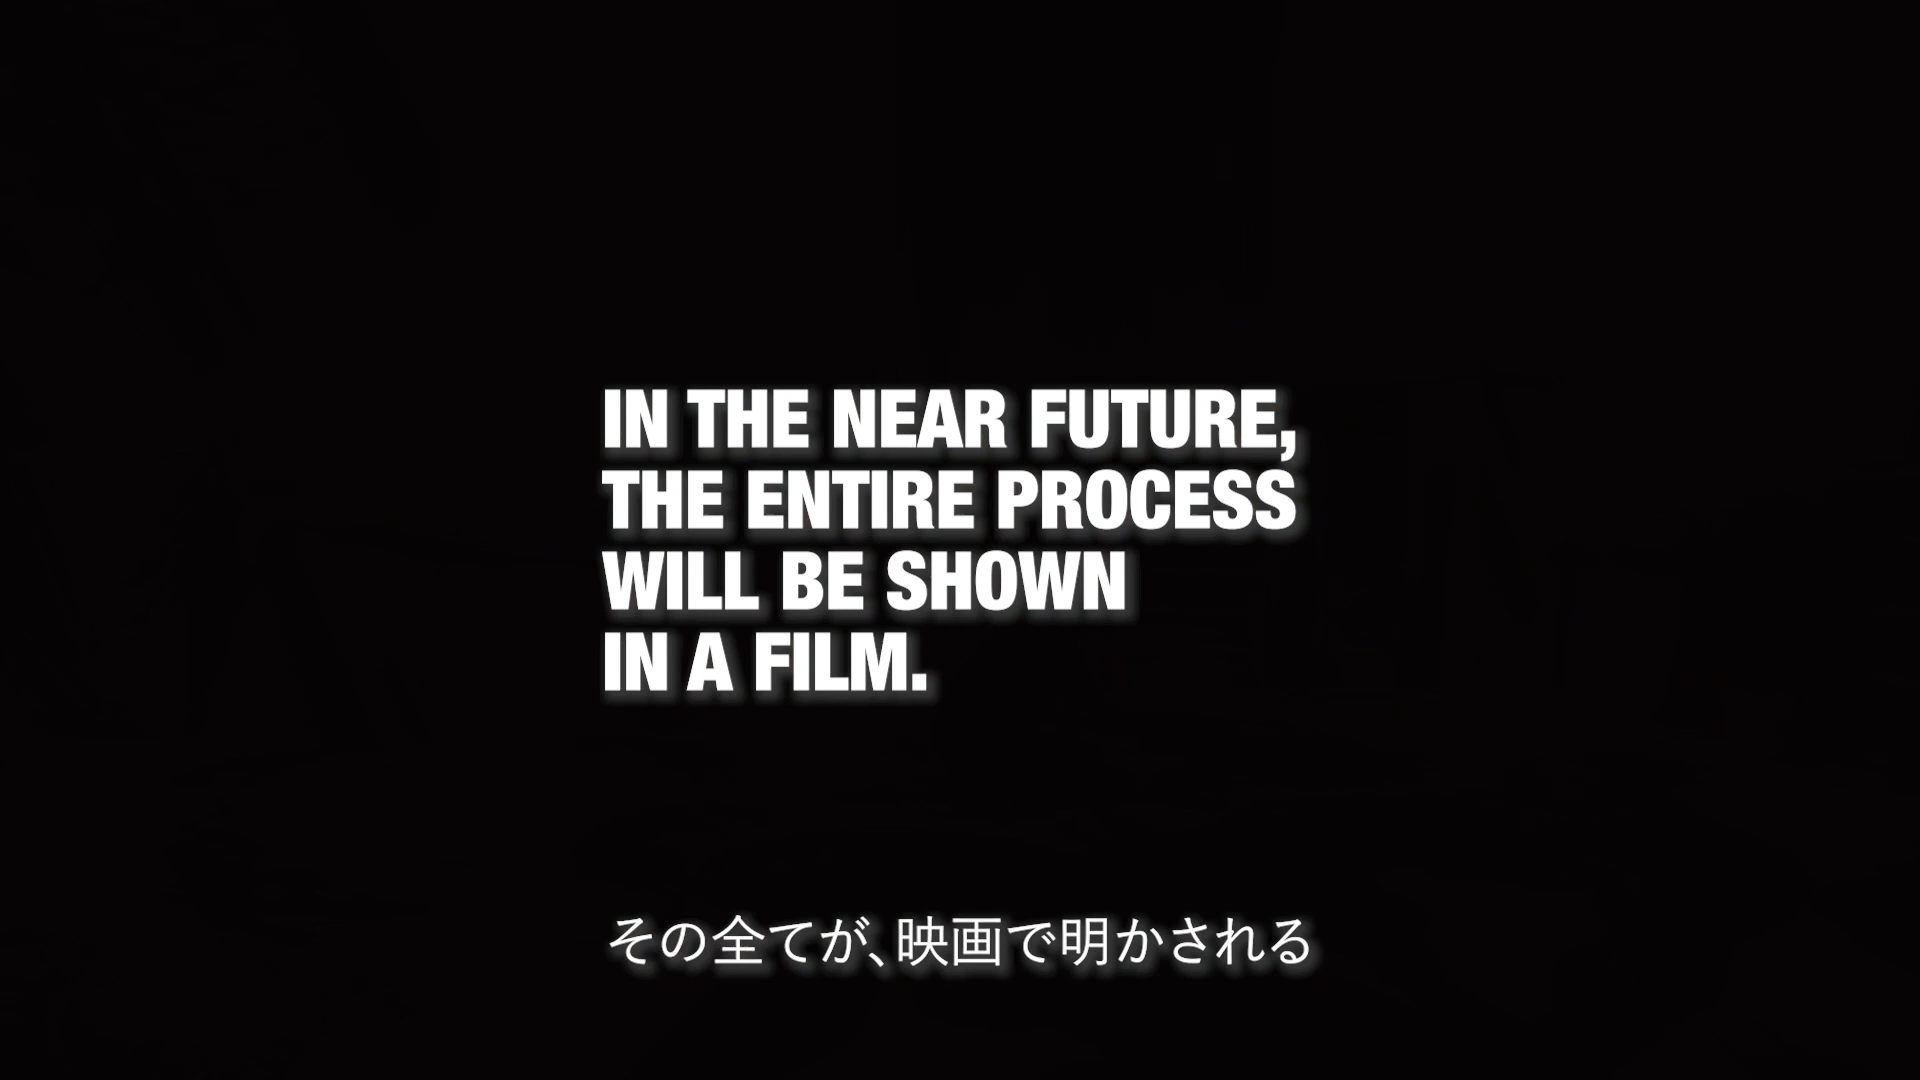 IN THE NEAR FUTURE,
THE ENTIRE PROCESS
WILL BE SHOWN
IN A FILM.
その全てが、映画で明かされる